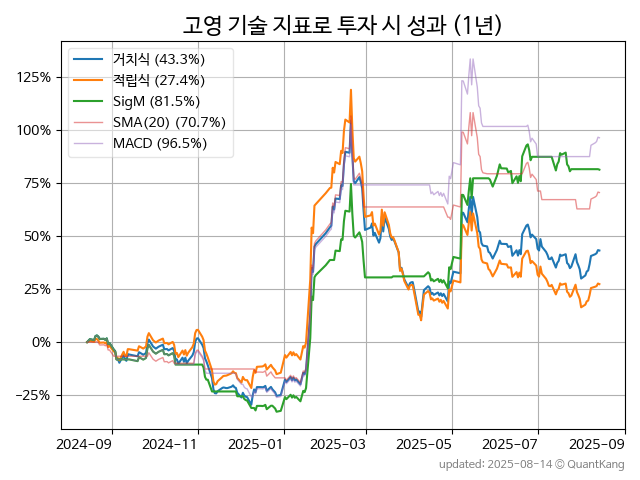 고영 기술 지표로 투자 시 성과 (1년)
거치식 (43.3%)
적립식 (27.4%)
SigM (81.5%)
SMA(20) (70.7%)
MACD (96.5%)
125%
100%
75%
50%
25%
0%
−25%
2024-09 2024-11 2025-01 2025-03 2025-05 2025-07 2025-09
updated: 2025-08-14 © QuantKang